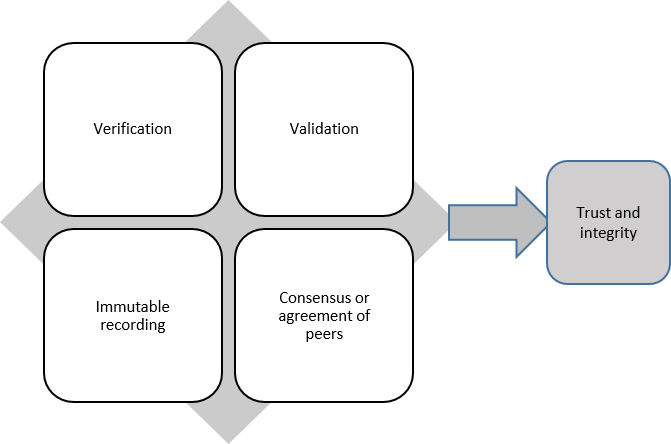 Verification
Validation
Immutable
recording
Consensus or
agreement of
peers
Trust and
integrity